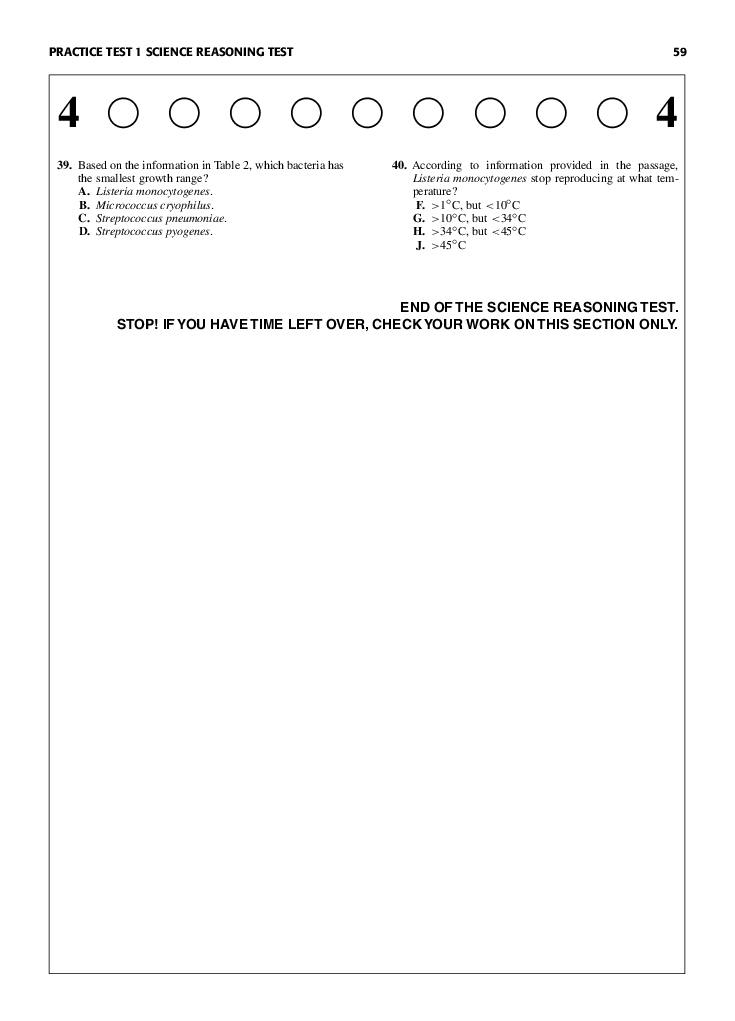 PRACTICE TEST 1 SCIENCE REASONING TEST 59
4 4
39. Based on the information in Table 2, which bacteria has
the smallest growth range?
A. Listeria monocytogenes.
B. Micrococcus cryophilus.
C. Streptococcus pneumoniae.
D. Streptococcus pyogenes.
40. According to information provided in the passage,
Listeria monocytogenes stop reproducing at what tem-
perature?
F. >1°C, but <10°C
G. >10°C, but <34°C
H. >34°C, but <45°C
J. >45°C
END OF THE SCIENCE REASONING TEST.
STOP! IF YOU HAVE TIME LEFT OVER, CHECK YOUR WORK ON THIS SECTION ONLY.